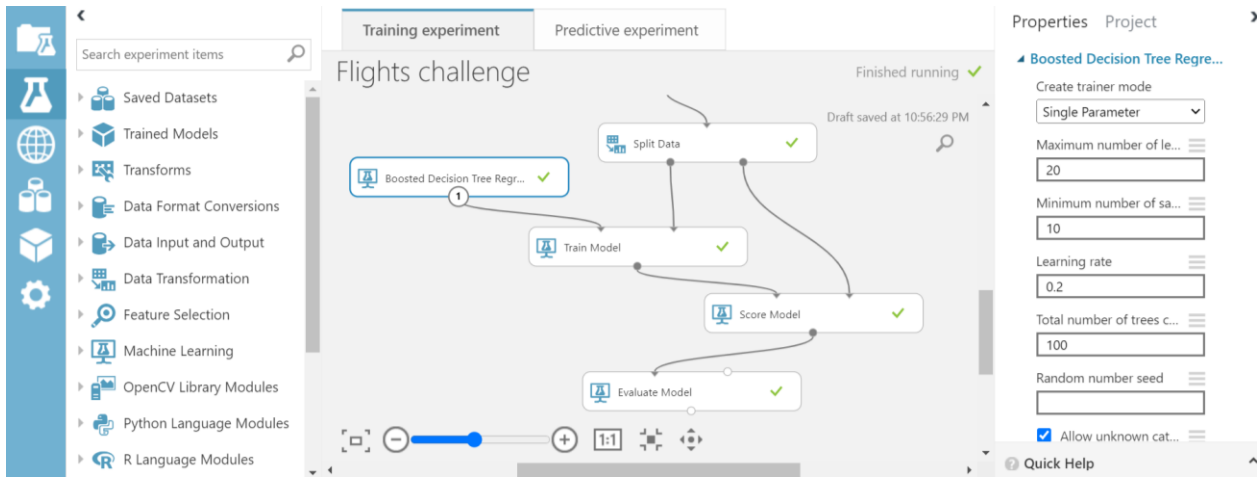 Search experiment items
Saved Datasets
Trained Models
Transforms
Data Format Conversions
Data Input and Output
Data Transformation
Feature Selection
Machine Learning
OpenCV Library Modules
Python Language Modules
R Language Modules
Training experiment
Predictive experiment
Flights challenge
Finished running
Draft saved at 10:56:29 PM
Split Data
Boosted Decision Tree Regr...
1
Train Model
Score Model
Evaluate Model
1:1
Properties Project
Boosted Decision Tree Regre...
Create trainer mode
Single Parameter
Maximum number of le...
20
Minimum number of sa...
10
Learning rate
0.2
Total number of trees c...
100
Random number seed
Allow unknown cat...
Quick Help